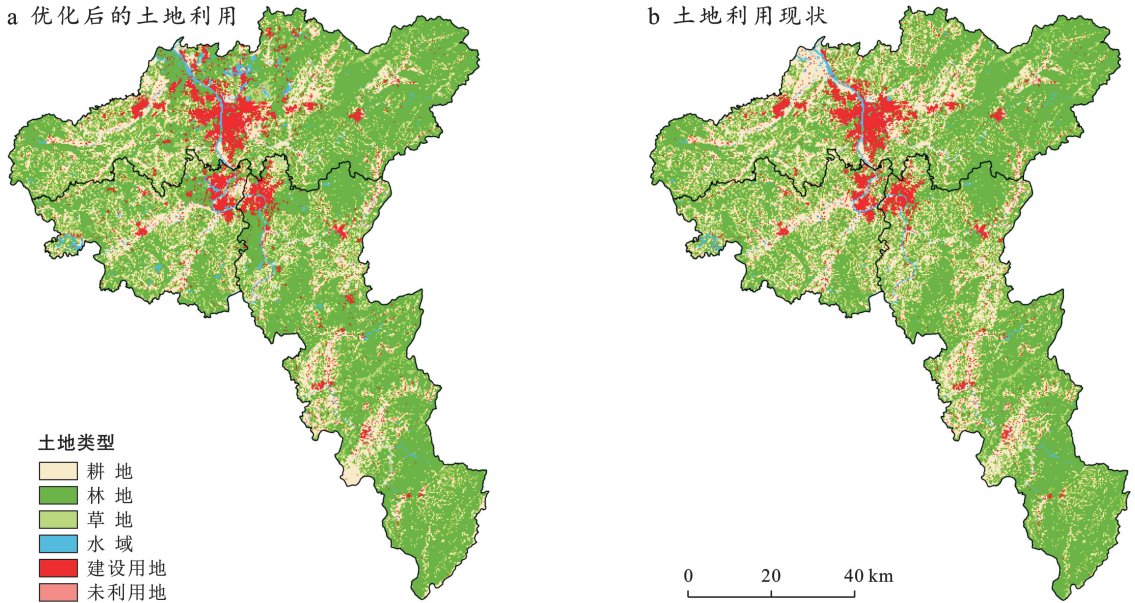 a 优化后的土地利用
b 土地利用现状
土地类型
耕 地
林 地
草 地
水 域
建设用地
未利用地
0 20 40 km